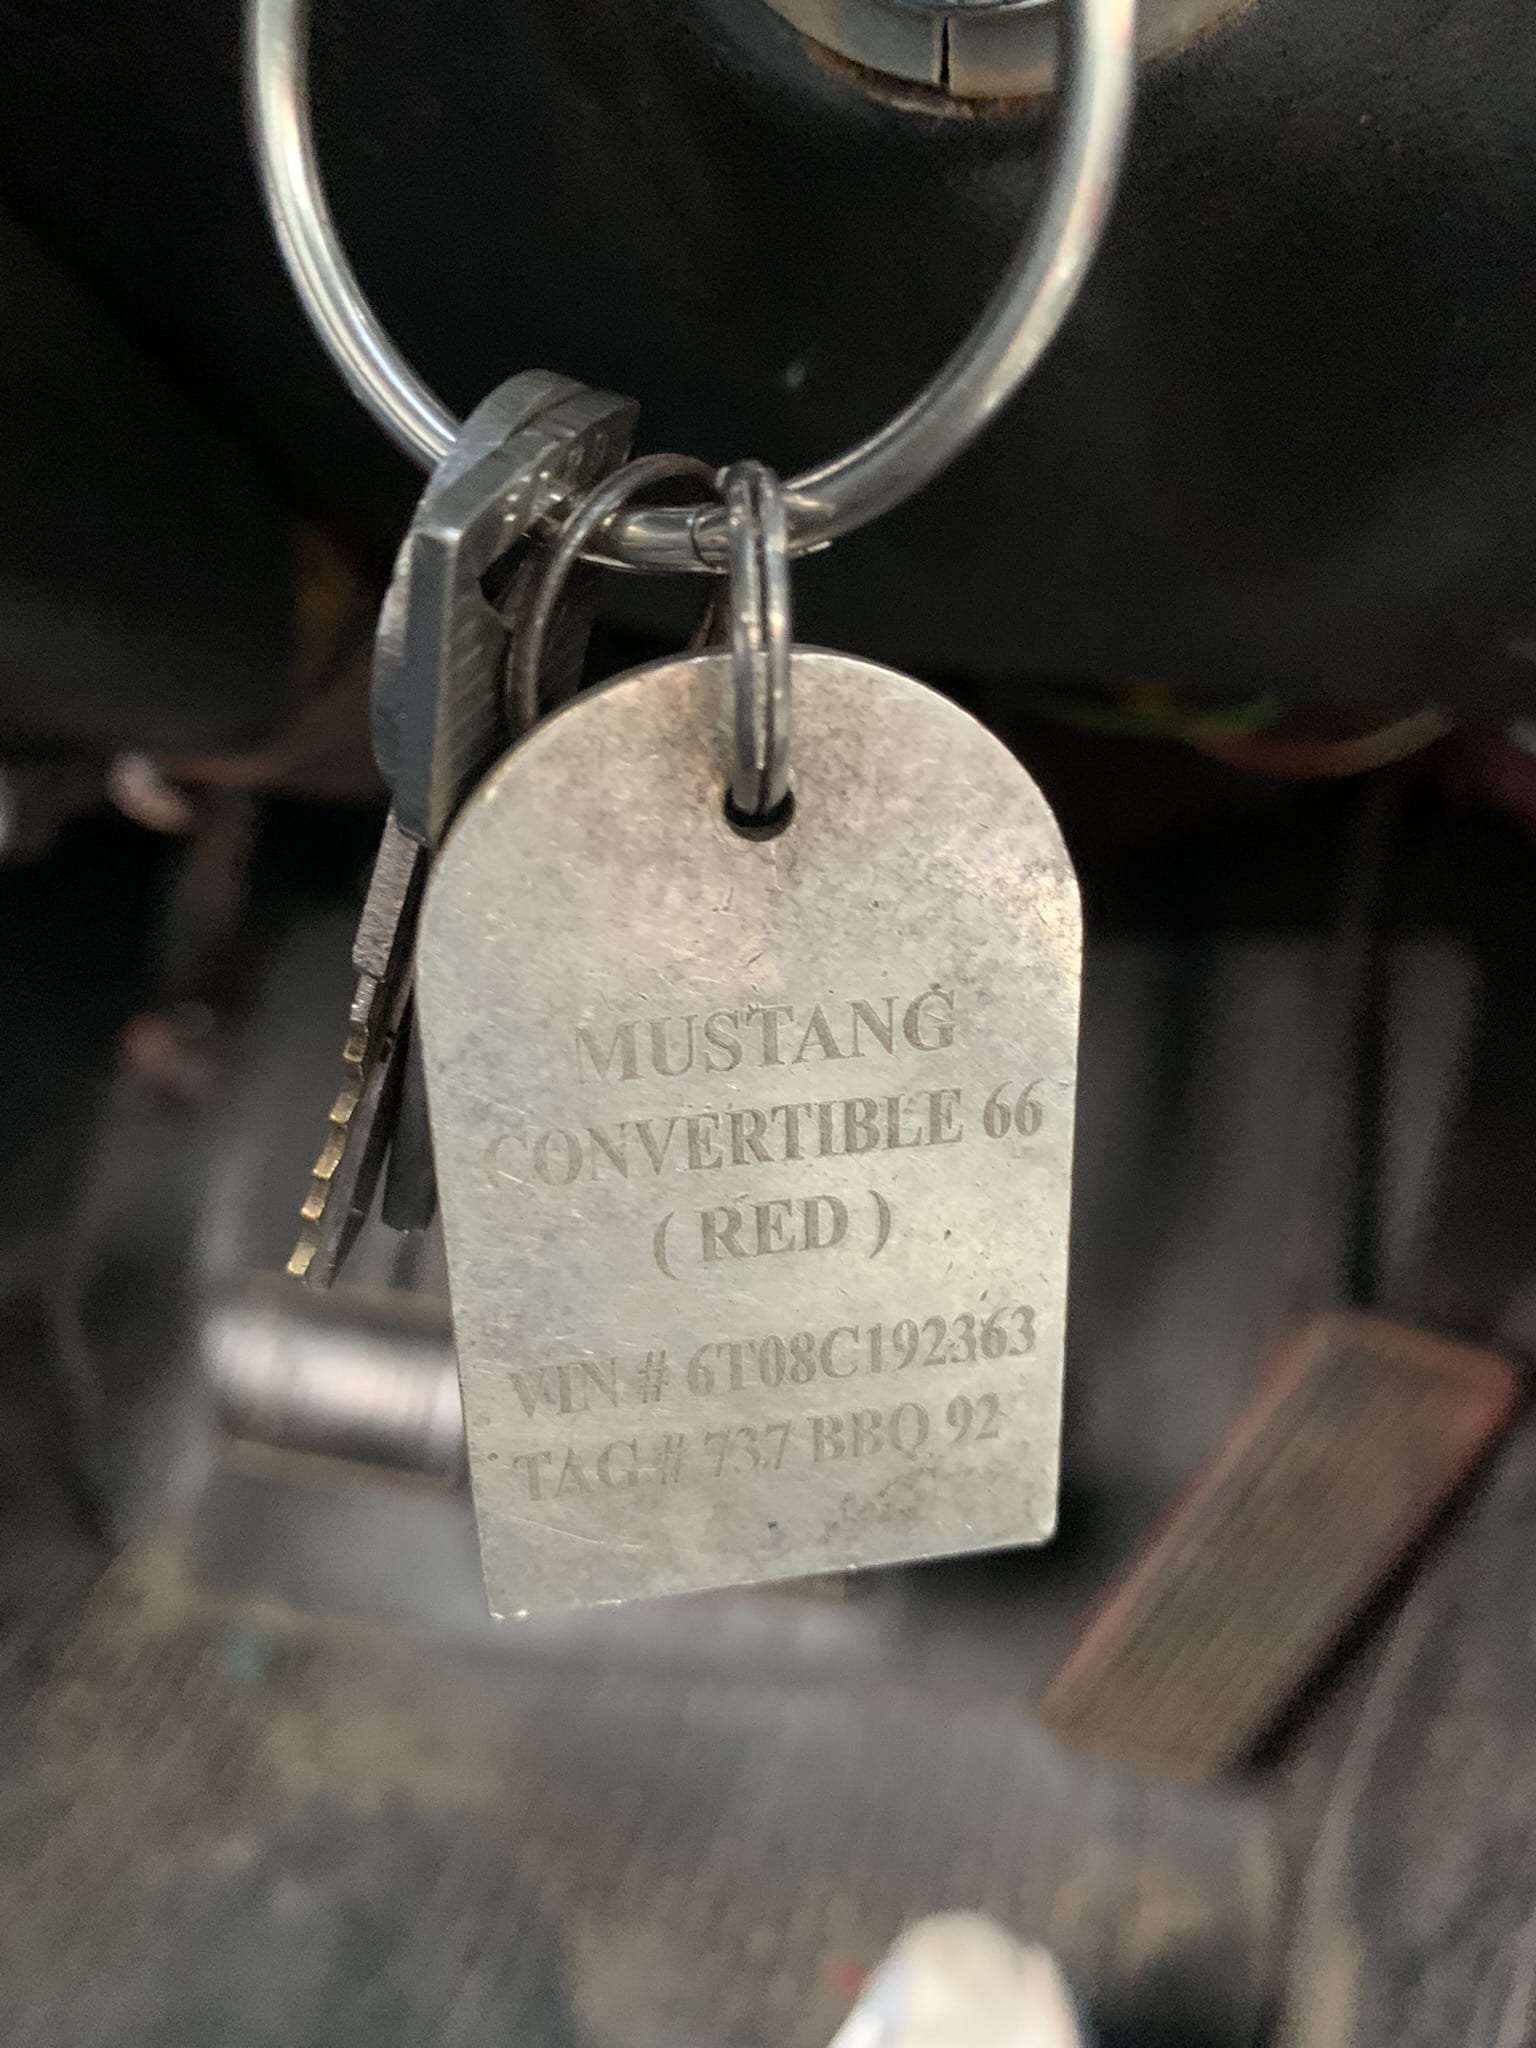 MUSTANG
CONVERTIBLE 66
( RED )
VIN # 6T08C192363
TAG # 737 BBQ 92